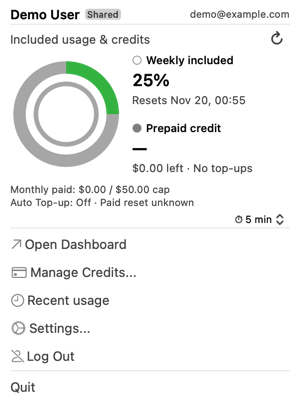 Demo User Shared demo@example.com
Included usage & credits
Weekly included
25%
Resets Nov 20, 00:55
Prepaid credit
—
$0.00 left · No top-ups
Monthly paid: $0.00 / $50.00 cap
Auto Top-up: Off · Paid reset unknown
5 min
Open Dashboard
Manage Credits...
Recent usage
Settings...
Log Out
Quit